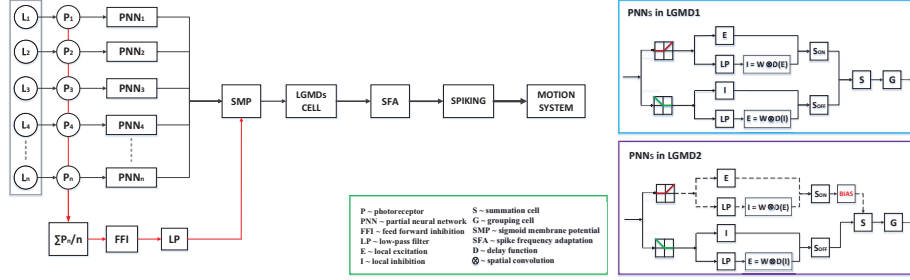 L1 P1 PNN1
L2 P2 PNN2
L3 P3 PNN3
L4 P4 PNN4
Ln Pn PNNn
SMP
LGMDs
CELL
SFA
SPIKING
MOTION
SYSTEM
∑Pn/n
FFI
LP
P ~ photoreceptor
PNN ~ partial neural network
FFI ~ feed forward inhibition
LP ~ low-pass filter
E ~ local excitation
I ~ local inhibition
S ~ summation cell
G ~ grouping cell
SMP ~ sigmoid membrane potential
SFA ~ spike frequency adaptation
D ~ delay function
⊗ ~ spatial convolution
PNNs in LGMD1
E
LP
I = W⊗D(E)
SON
I
LP
E = W⊗D(I)
SOFF
S
G
PNNs in LGMD2
E
LP
I = W⊗D(E)
SON
BIAS
I
LP
E = W⊗D(I)
SOFF
S
G